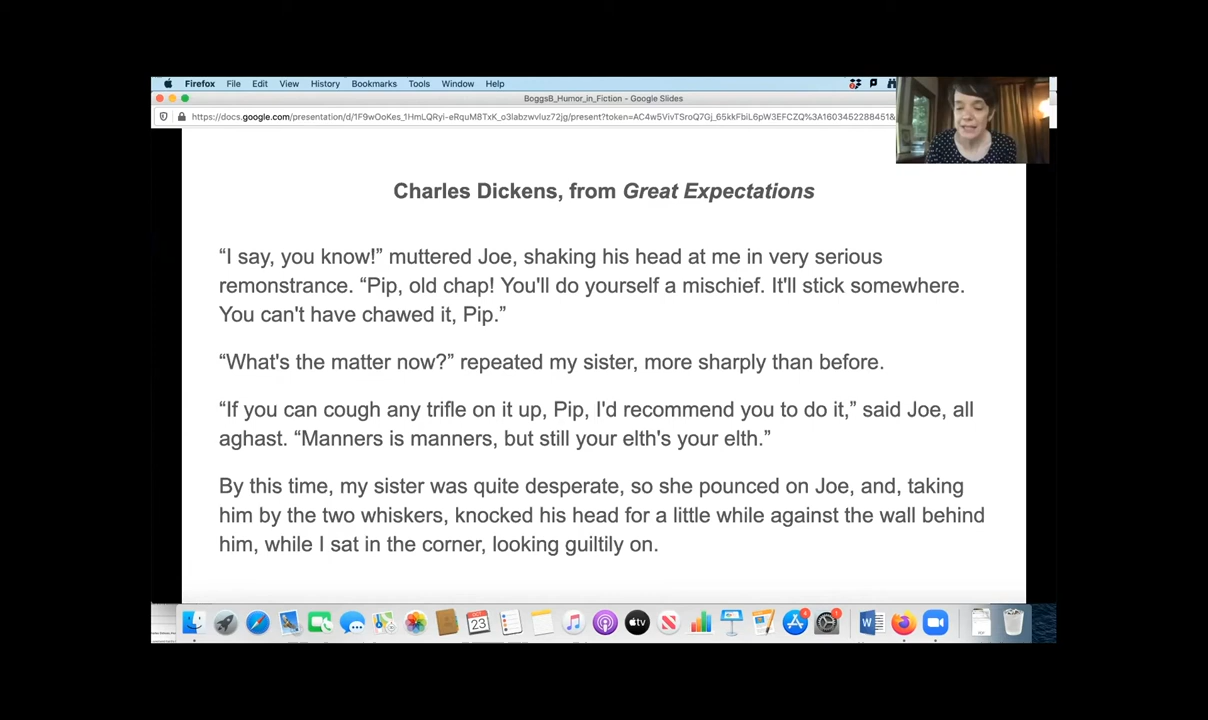 Firefox File Edit View History Bookmarks Tools Window Help
BoggsB_Humor_in_Fiction - Google Slides
Charles Dickens, from Great Expectations
“I say, you know!” muttered Joe, shaking his head at me in very serious
remonstrance. “Pip, old chap! You'll do yourself a mischief. It'll stick somewhere.
You can't have chawed it, Pip.”
“What's the matter now?” repeated my sister, more sharply than before.
“If you can cough any trifle on it up, Pip, I'd recommend you to do it,” said Joe, all
aghast. “Manners is manners, but still your elth's your elth.”
By this time, my sister was quite desperate, so she pounced on Joe, and, taking
him by the two whiskers, knocked his head for a little while against the wall behind
him, while I sat in the corner, looking guiltily on.
23
tv
4
1